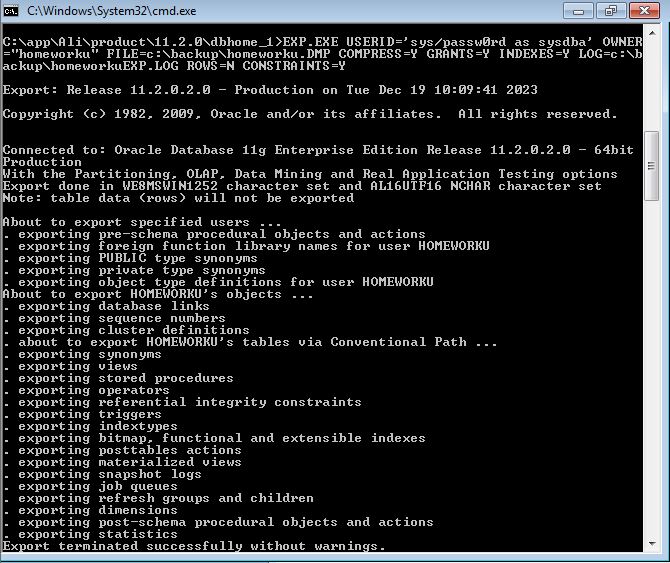 C:\Windows\System32\cmd.exe
C:\app\Ali\product\11.2.0\dbhome_1>EXP.EXE USERID='sys/passw0rd as sysdba' OWNER
="homeworku" FILE=c:\backup\homeworku.DMP COMPRESS=Y GRANTS=Y INDEXES=Y LOG=c:\b
ackup\homeworkuEXP.LOG ROWS=N CONSTRAINTS=Y
Export: Release 11.2.0.2.0 - Production on Tue Dec 19 10:09:41 2023
Copyright (c) 1982, 2009, Oracle and/or its affiliates.  All rights reserved.
Connected to: Oracle Database 11g Enterprise Edition Release 11.2.0.2.0 - 64bit
Production
With the Partitioning, OLAP, Data Mining and Real Application Testing options
Export done in WE8MSWIN1252 character set and AL16UTF16 NCHAR character set
Note: table data (rows) will not be exported
About to export specified users ...
. exporting pre-schema procedural objects and actions
. exporting foreign function library names for user HOMEWORKU
. exporting PUBLIC type synonyms
. exporting private type synonyms
. exporting object type definitions for user HOMEWORKU
About to export HOMEWORKU's objects ...
. exporting database links
. exporting sequence numbers
. exporting cluster definitions
. about to export HOMEWORKU's tables via Conventional Path ...
. exporting synonyms
. exporting views
. exporting stored procedures
. exporting operators
. exporting referential integrity constraints
. exporting triggers
. exporting indextypes
. exporting bitmap, functional and extensible indexes
. exporting posttables actions
. exporting materialized views
. exporting snapshot logs
. exporting job queues
. exporting refresh groups and children
. exporting dimensions
. exporting post-schema procedural objects and actions
. exporting statistics
Export terminated successfully without warnings.